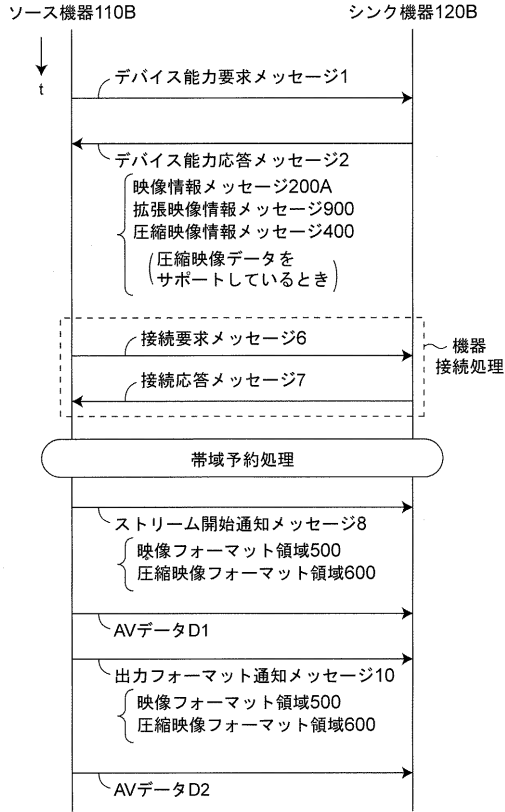 ソース機器110B
シンク機器120B
t
デバイス能力要求メッセージ1
デバイス能力応答メッセージ2
映像情報メッセージ200A
拡張映像情報メッセージ900
圧縮映像情報メッセージ400
(圧縮映像データを
サポートしているとき)
接続要求メッセージ6
接続応答メッセージ7
機器
接続処理
帯域予約処理
ストリーム開始通知メッセージ8
映像フォーマット領域500
圧縮映像フォーマット領域600
AVデータD1
出力フォーマット通知メッセージ10
映像フォーマット領域500
圧縮映像フォーマット領域600
AVデータD2